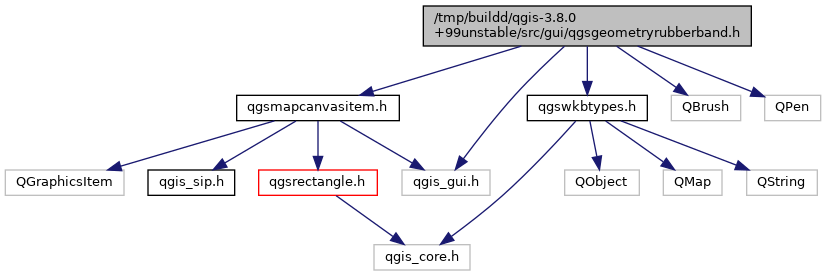 /tmp/buildd/qgis-3.8.0
+99unstable/src/gui/qgsgeometryrubberband.h
qgsmapcanvasitem.h
qgswkbtypes.h
QBrush
QPen
QGraphicsItem
qgis_sip.h
qgsrectangle.h
qgis_gui.h
QObject
QMap
QString
qgis_core.h